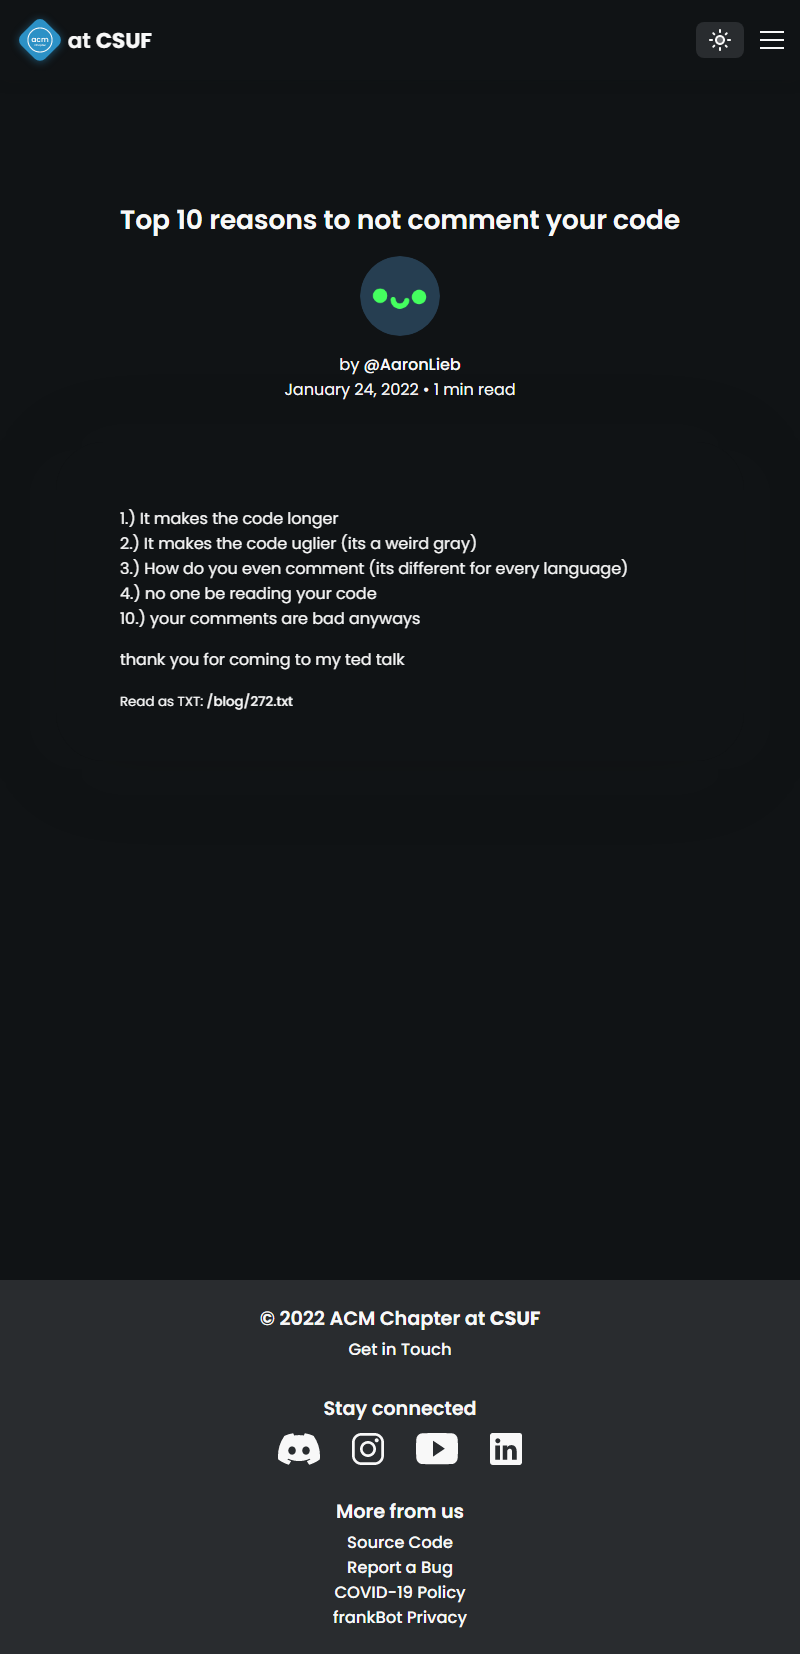 acm
at CSUF
Top 10 reasons to not comment your code
by @AaronLieb
January 24, 2022 • 1 min read
1.) It makes the code longer
2.) It makes the code uglier (its a weird gray)
3.) How do you even comment (its different for every language)
4.) no one be reading your code
10.) your comments are bad anyways
thank you for coming to my ted talk
Read as TXT: /blog/272.txt
© 2022 ACM Chapter at CSUF
Get in Touch
Stay connected
in
More from us
Source Code
Report a Bug
COVID-19 Policy
frankBot Privacy